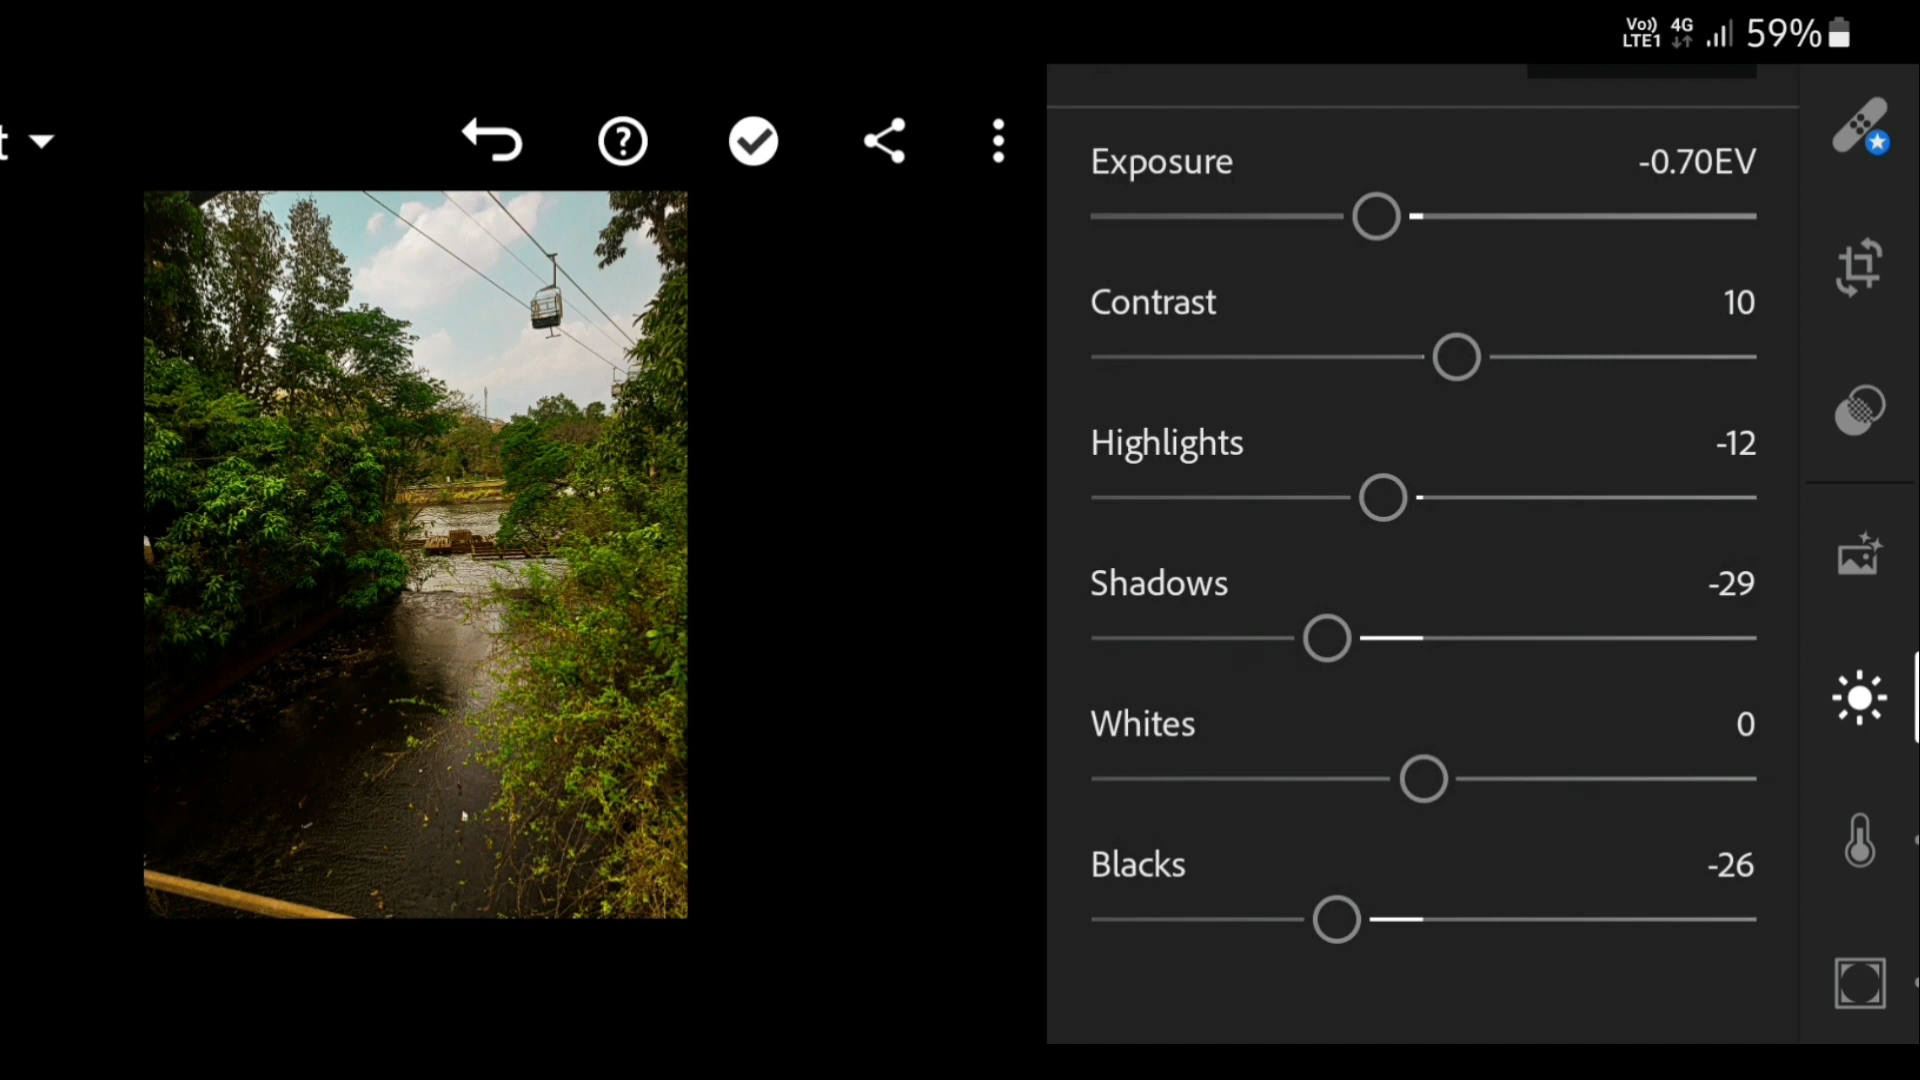 Vo)) 4G 59%
LTE1
t
?
Exposure -0.70EV
Contrast 10
Highlights -12
Shadows -29
Whites 0
Blacks -26